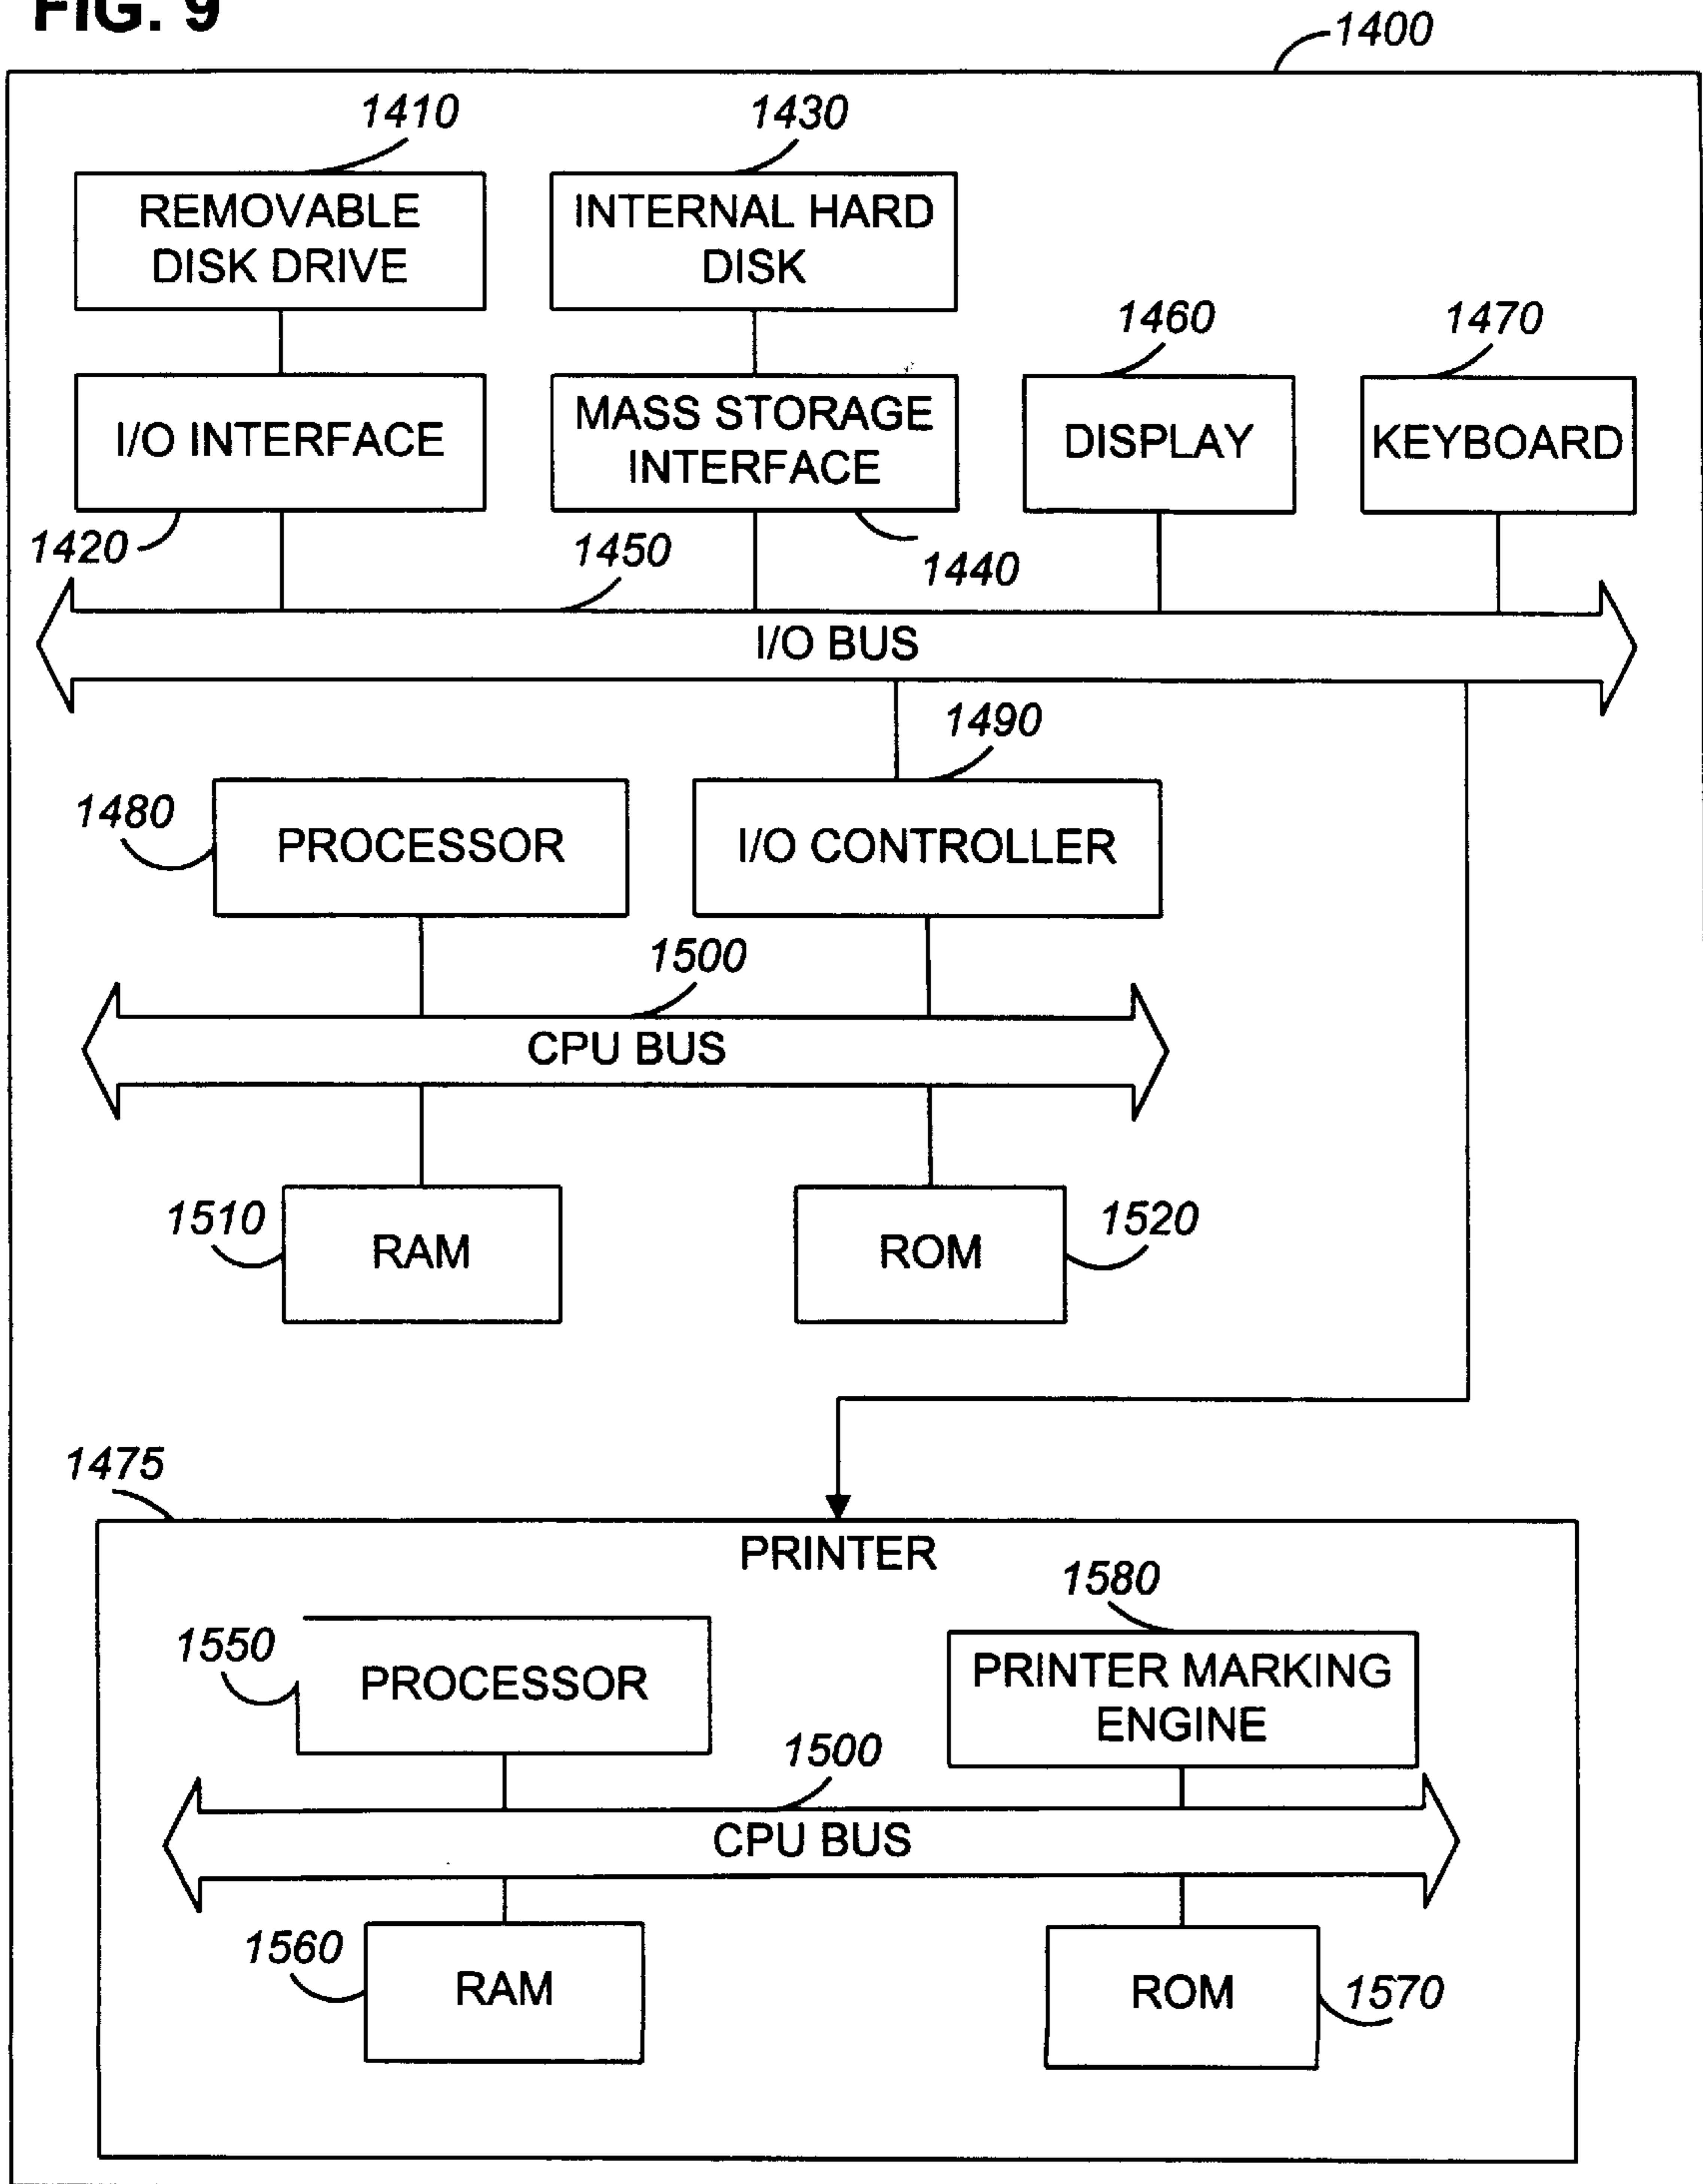 FIG. 9
1400
1410
1430
REMOVABLE
DISK DRIVE
INTERNAL HARD
DISK
1460
1470
I/O INTERFACE
MASS STORAGE
INTERFACE
DISPLAY
KEYBOARD
1420
1450
1440
I/O BUS
1490
1480
PROCESSOR
I/O CONTROLLER
1500
CPU BUS
1510
RAM
ROM
1520
1475
PRINTER
1580
1550
PROCESSOR
PRINTER MARKING
ENGINE
1500
CPU BUS
1560
RAM
ROM
1570